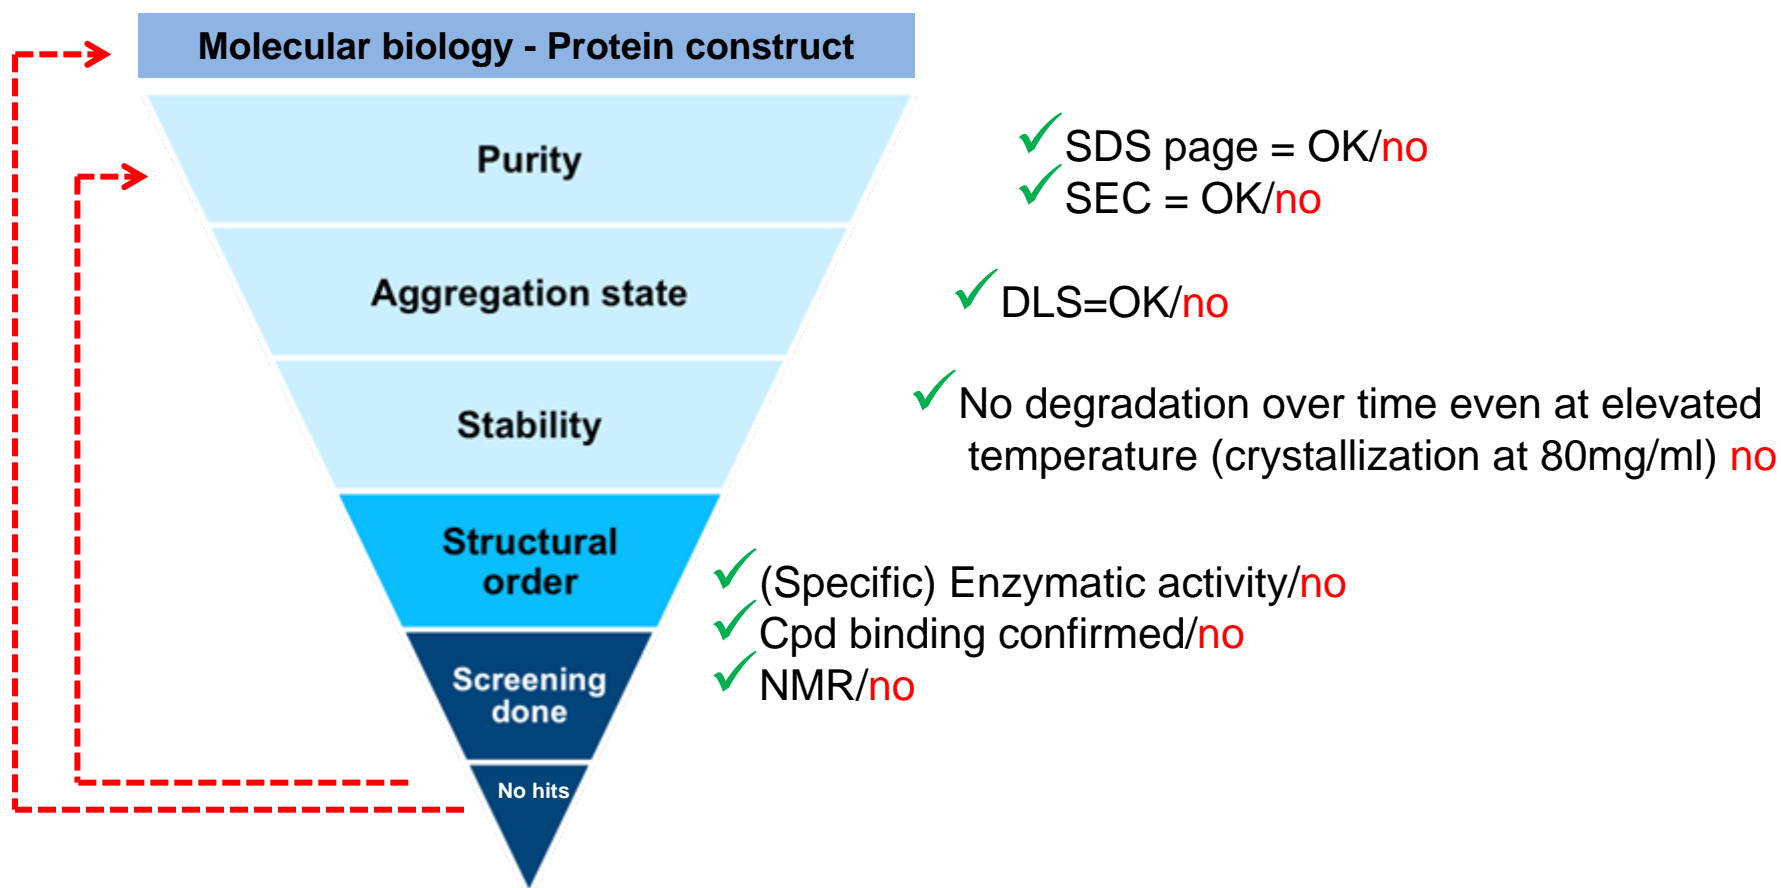 Molecular biology - Protein construct
Purity
SDS page = OK/no
SEC = OK/no
Aggregation state
DLS=OK/no
Stability
No degradation over time even at elevated
temperature (crystallization at 80mg/ml) no
Structural
order
(Specific) Enzymatic activity/no
Cpd binding confirmed/no
NMR/no
Screening
done
No hits